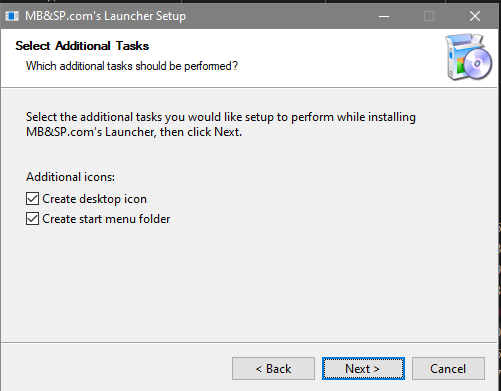 MB&SP.com's Launcher Setup
Select Additional Tasks
Which additional tasks should be performed?
Select the additional tasks you would like setup to perform while installing
MB&SP.com's Launcher, then click Next.
Additional icons:
Create desktop icon
Create start menu folder
< Back Next > Cancel